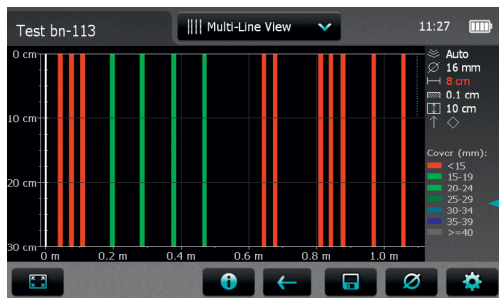 Test bn-113
Multi-Line View
11:27
0 cm
10 cm
20 cm
30 cm
0 m
0.2 m
0.4 m
0.6 m
0.8 m
1.0 m
Auto
16 mm
8 cm
0.1 cm
10 cm
Cover (mm):
<15
15-19
20-24
25-29
30-34
35-39
>=40